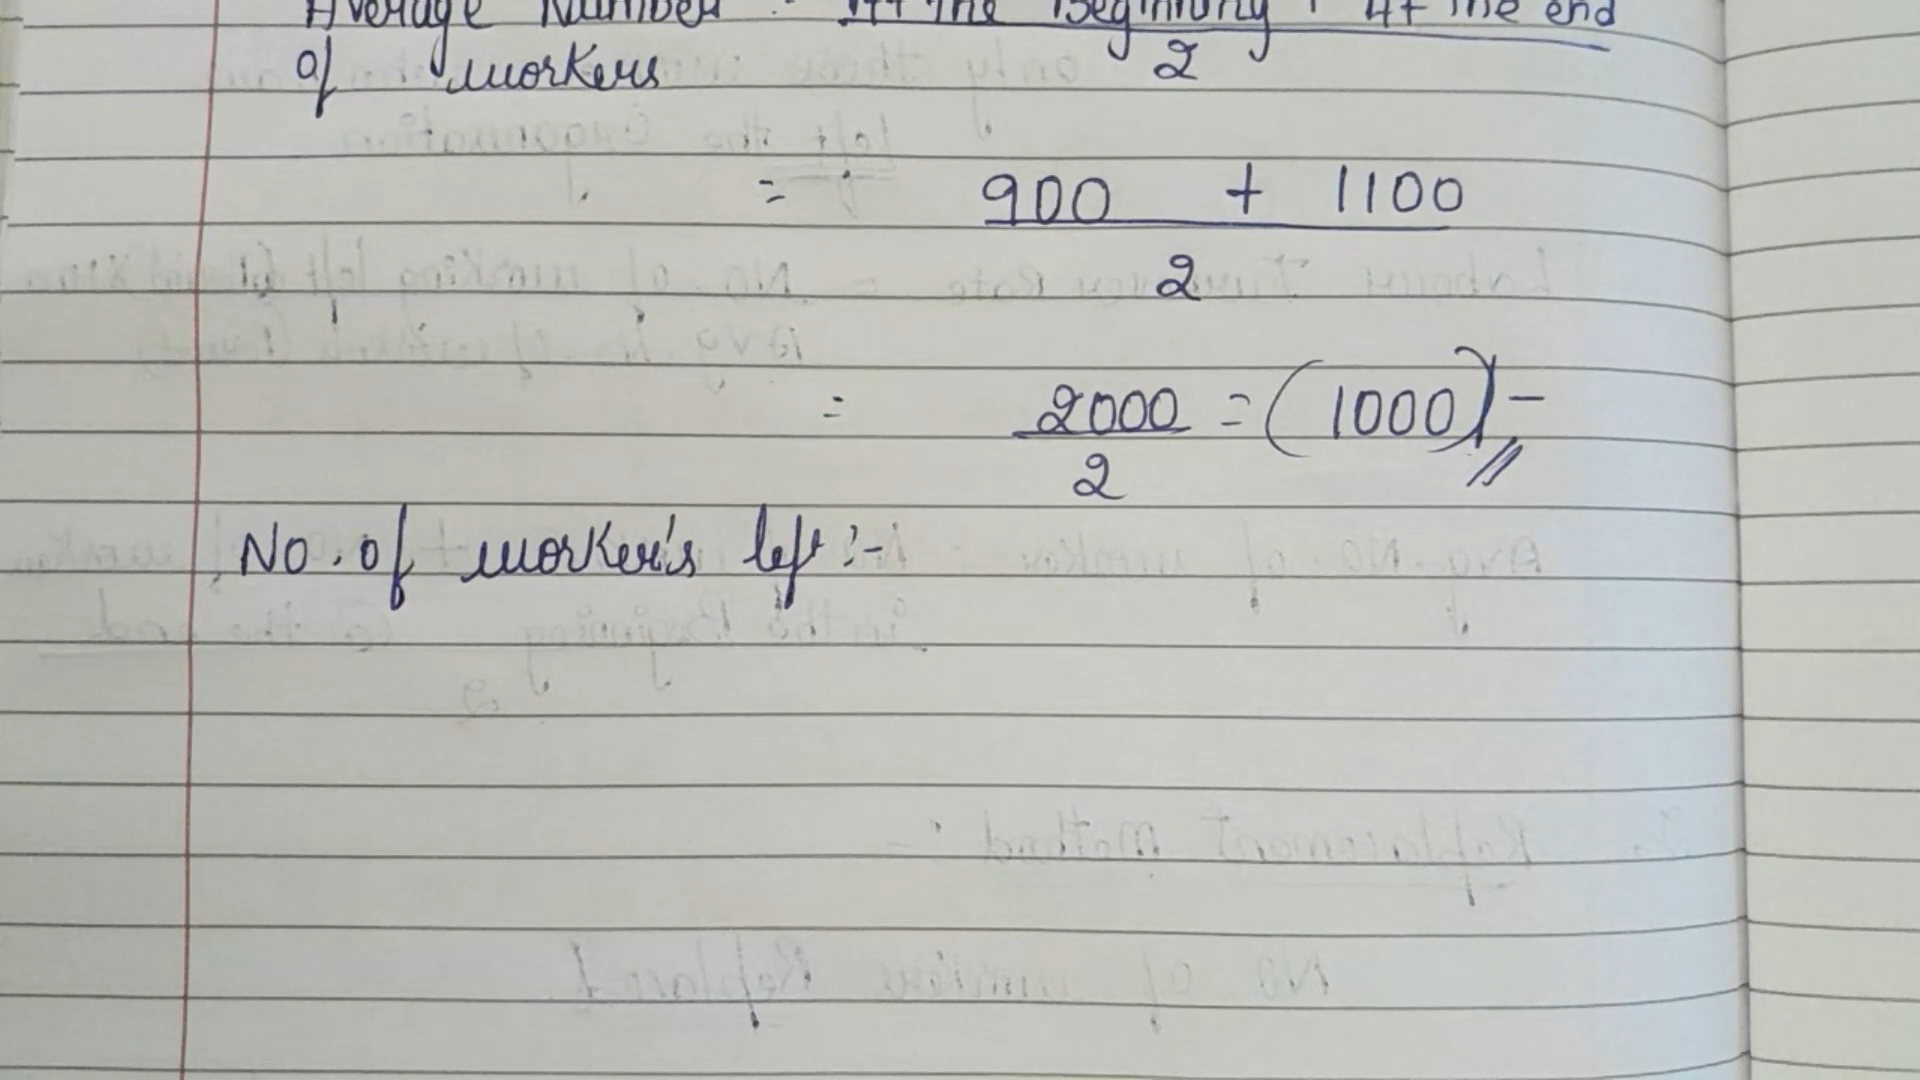 Average Number :- At the Beginning + At the end
of workers 2
= 900 + 1100
2
= 2000 = (1000) -
2
No. of worker's left :-